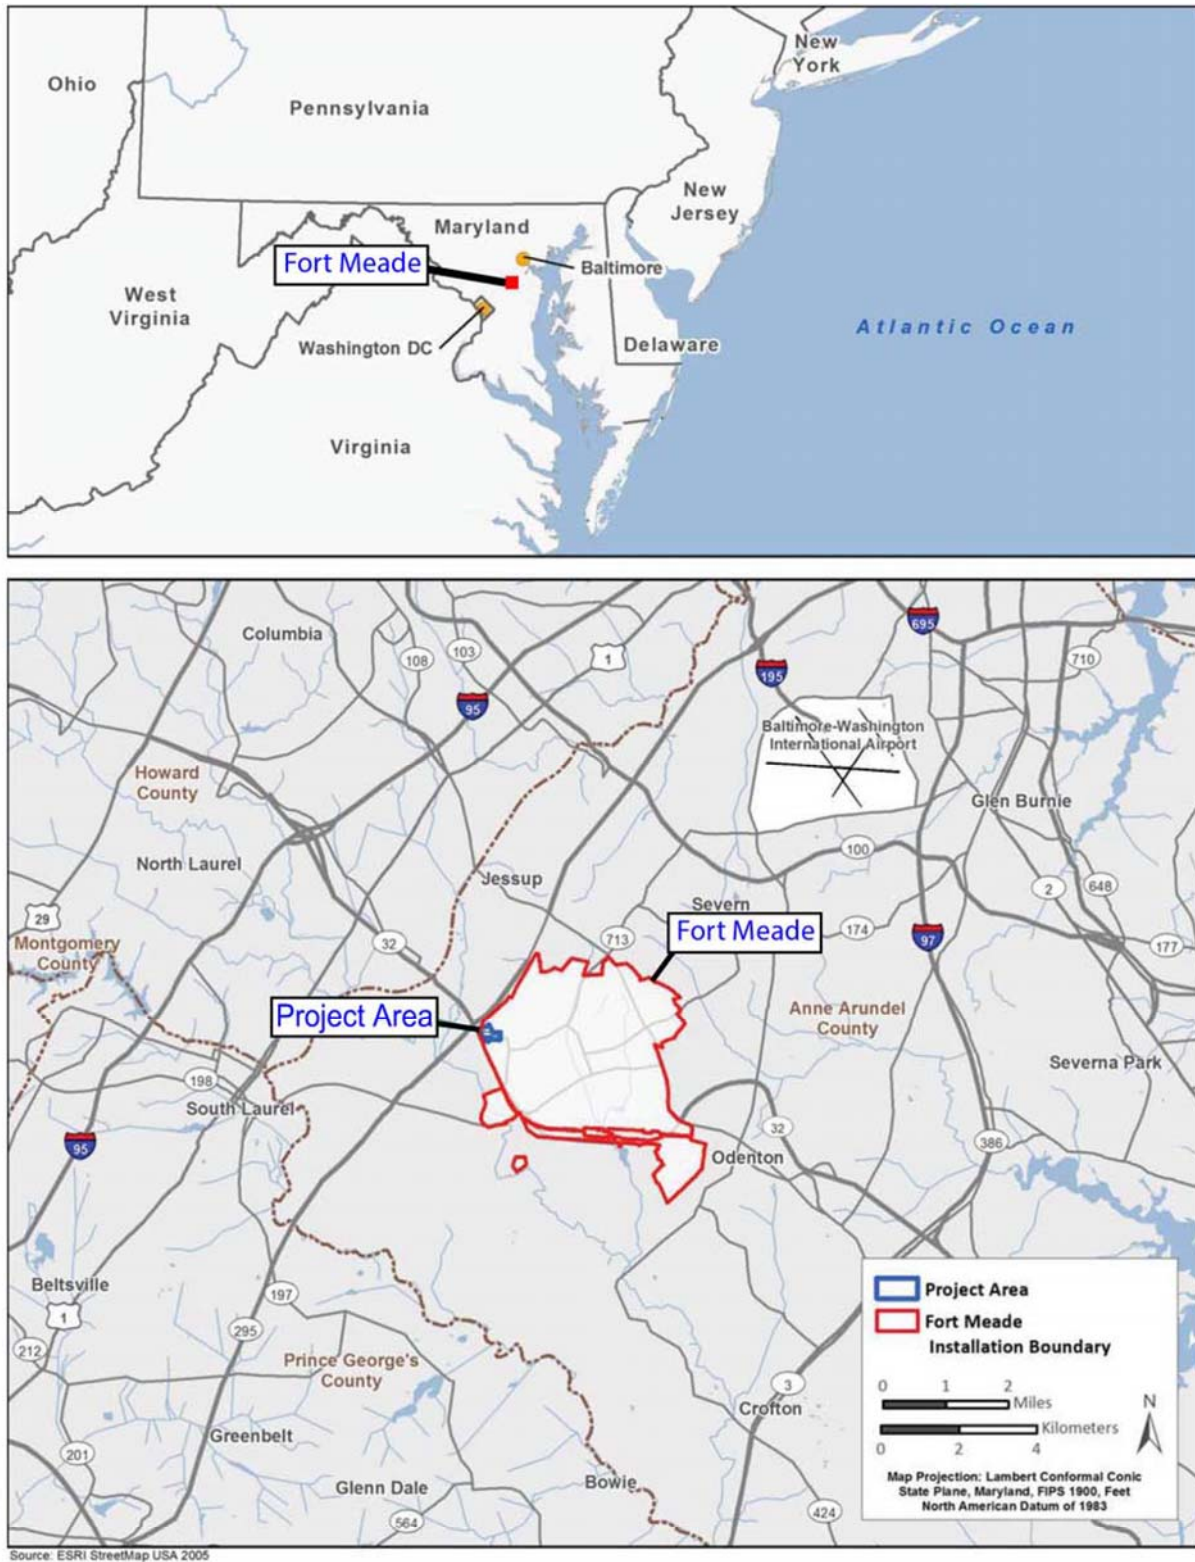 New
York
Ohio
Pennsylvania
New
Jersey
Maryland
Fort Meade
Baltimore
West
Virginia
Atlantic Ocean
Washington DC
Delaware
Virginia
695
Columbia
108
103
1
710
195
95
Baltimore-Washington
International Airport
Howard
County
Glen Burnie
100
North Laurel
Jessup
2
648
Severn
29
Fort Meade
174
97
177
713
32
Montgomery
County
Project Area
Anne Arundel
County
Severna Park
198
South Laurel
32
386
95
Odenton
Beltsville
197
1
295
212
Prince George's
County
3
Crofton
Greenbelt
201
Glenn Dale
Bowie
564
424
Project Area
Fort Meade
Installation Boundary
0 1 2
Miles
Kilometers
0 2 4
N
Map Projection: Lambert Conformal Conic
State Plane, Maryland, FIPS 1900, Feet
North American Datum of 1983
Source: ESRI StreetMap USA 2005